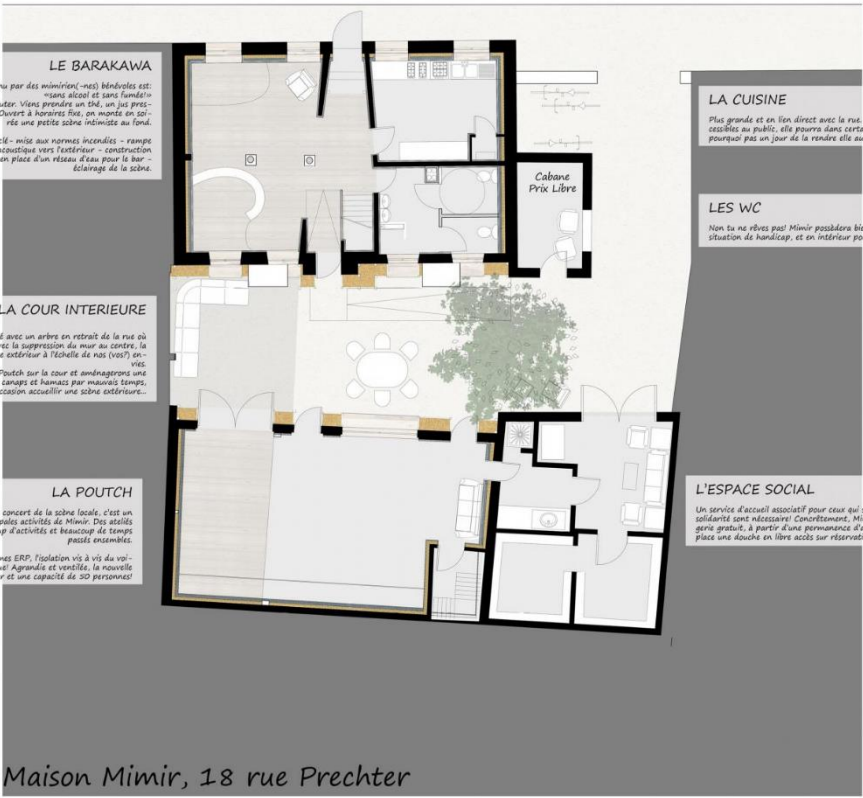 LE BARAKAWA
nu par des mimirien(-nes) bénévoles est:
«sans alcool et sans fumée!»
uter. Viens prendre un thé, un jus pres-
Ouvert à horaires fixe, on monte en soi-
rée une petite scène intimiste au fond.
clé- mise aux normes incendies - rampe
acoustique vers l'extérieur - construction
en place d'un réseau d'eau pour le bar -
éclairage de la scène.
LA CUISINE
Plus grande et en lien direct avec la rue.
cessibles au public, elle pourra dans certa
pourquoi pas un jour de la rendre elle au
Cabane
Prix Libre
LES WC
Non tu ne rêves pas! Mimir possèdera bie
situation de handicap, et en intérieur po
LA COUR INTERIEURE
é avec un arbre en retrait de la rue où
vec la suppression du mur au centre, la
e extérieur à l'échelle de nos (vos?) en-
vies.
Poutch sur la cour et aménagerons une
canaps et hamacs par mauvais temps,
ccasion accueillir une scène extérieure...
LA POUTCH
concert de la scène locale, c'est un
pales activités de Mimir. Des ateliés
p d'activités et beaucoup de temps
passés ensembles.
nes ERP, l'isolation vis à vis du voi-
ue! Agrandie et ventilée, la nouvelle
r et une capacité de 50 personnes!
L'ESPACE SOCIAL
Un service d'accueil associatif pour ceux qui s
solidarité sont nécessaire! Concrètement, Mi
gerie gratuit, à partir d'une permanence d'a
place une douche en libre accès sur réservati
Maison Mimir, 18 rue Prechter